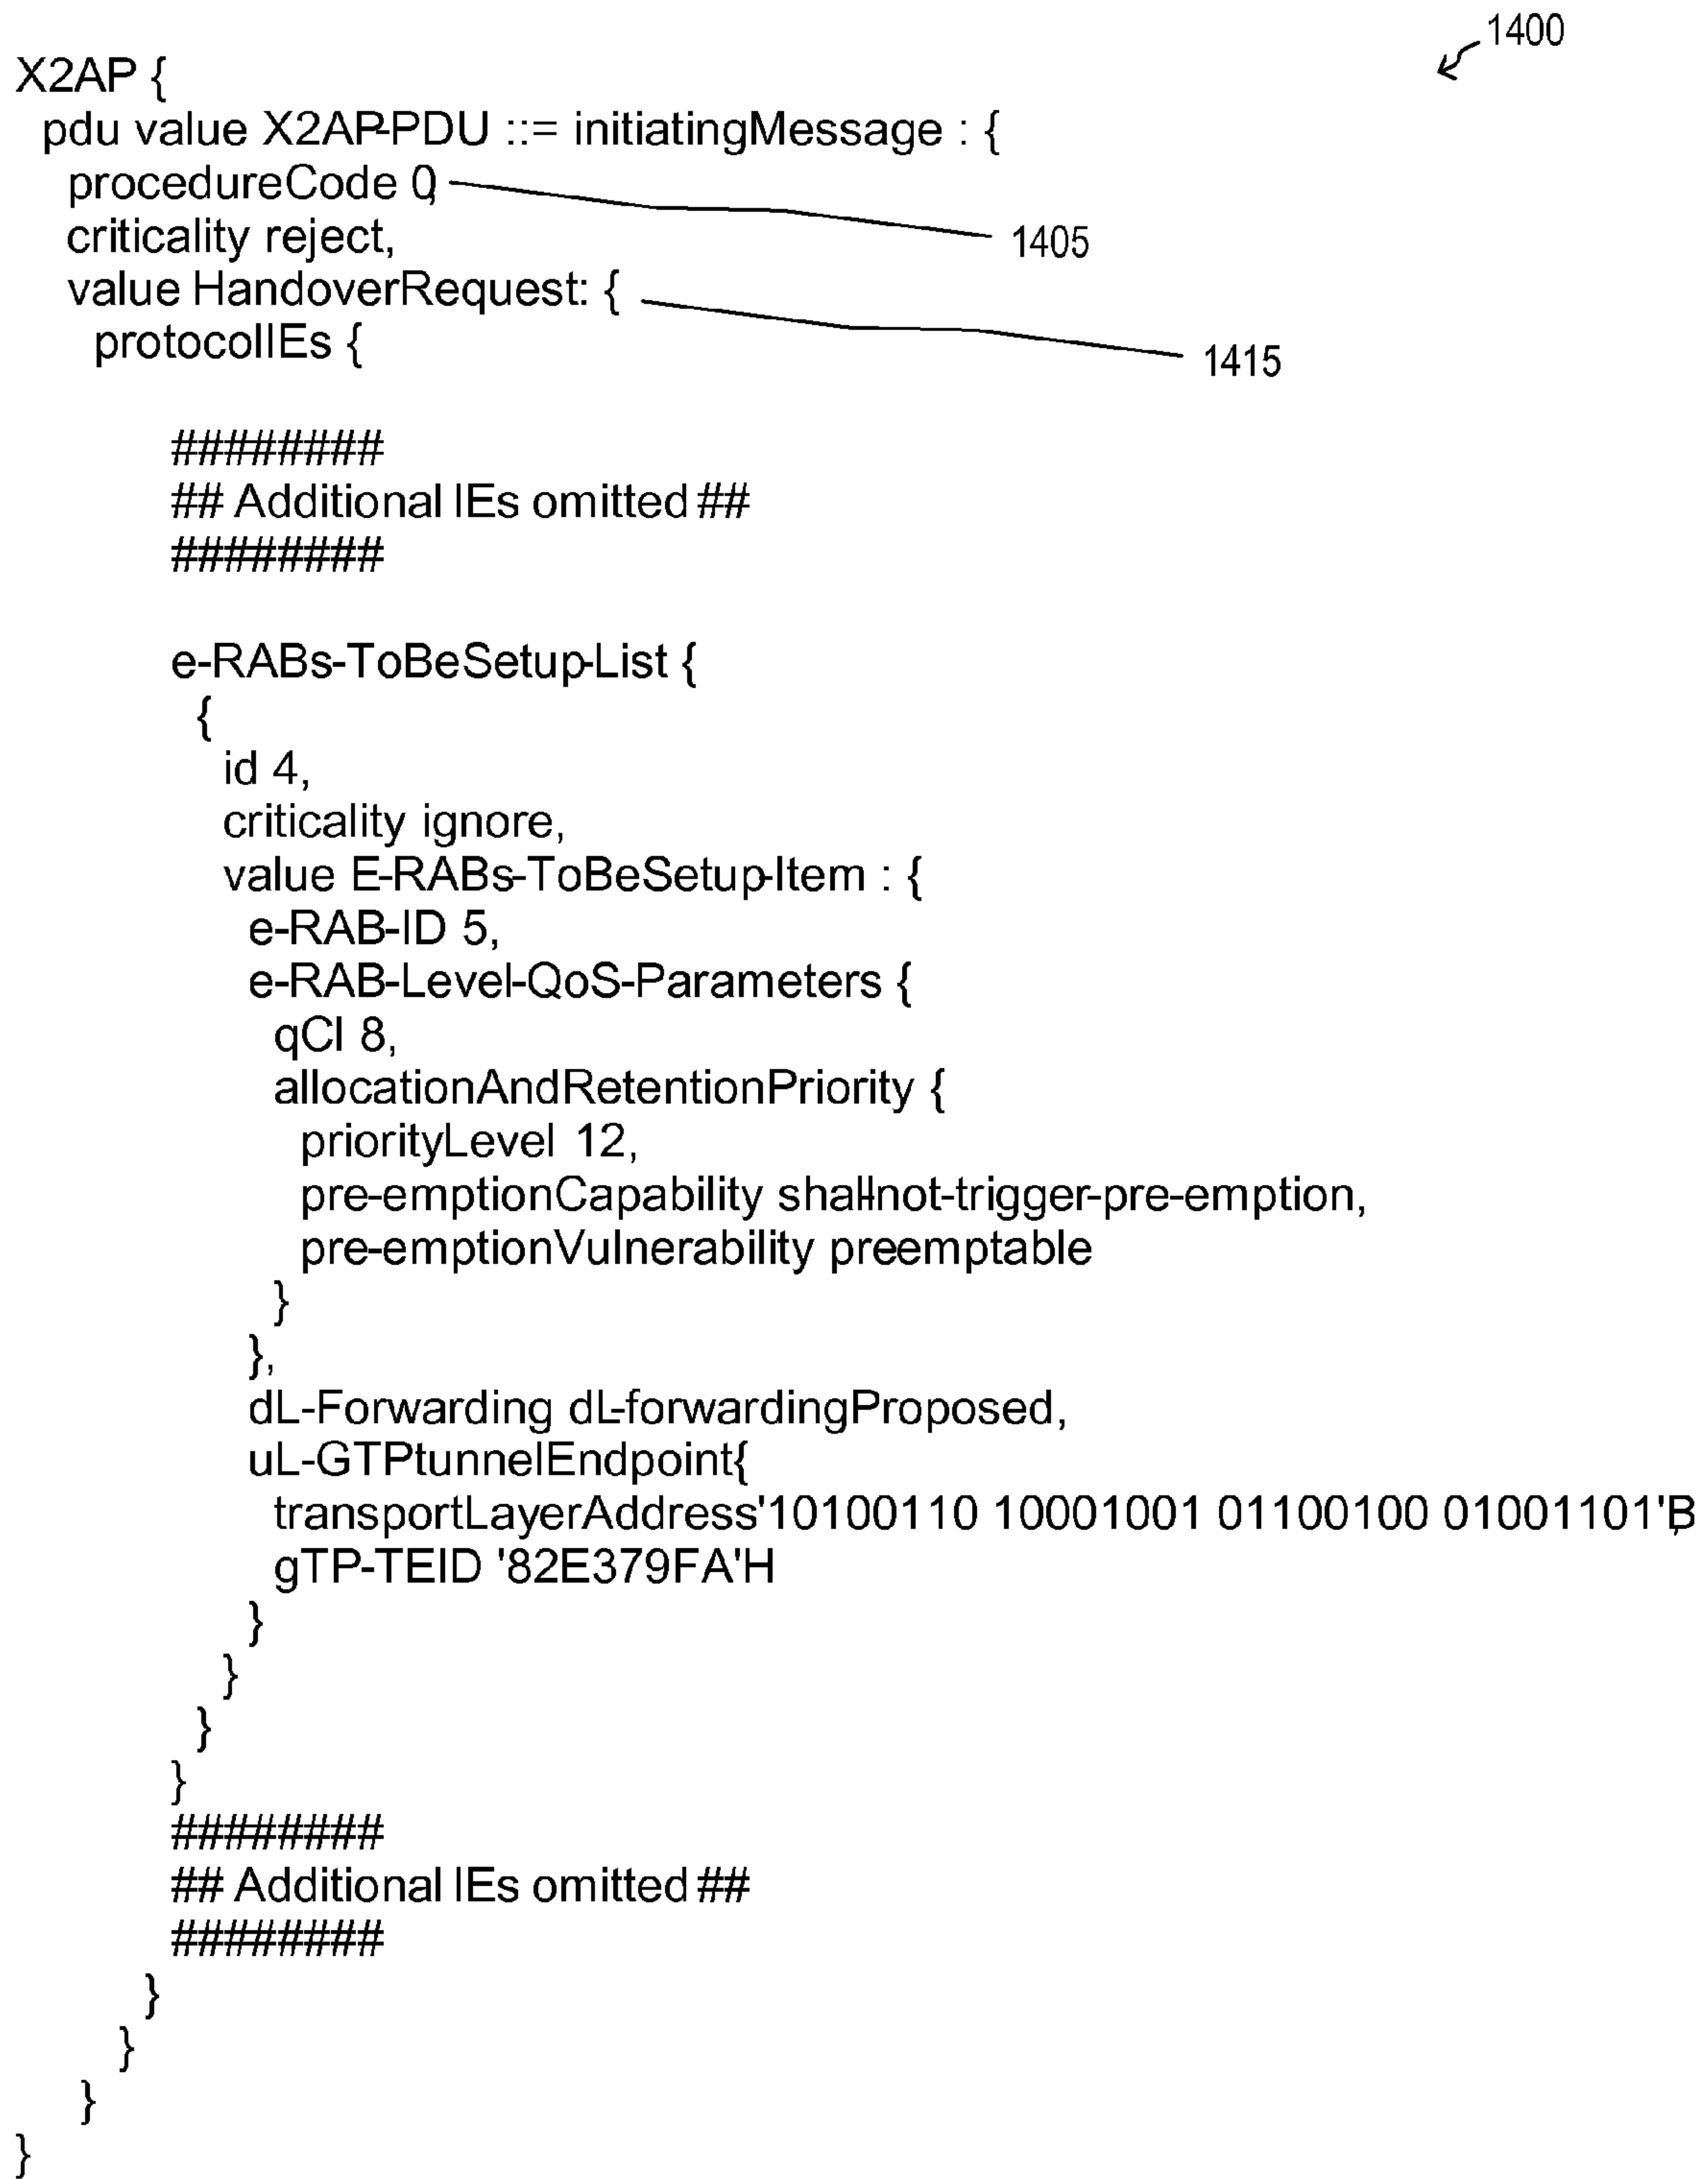 1400
X2AP {
pdu value X2AP-PDU ::= initiatingMessage : {
procedureCode 0,
1405
criticality reject,
value HandoverRequest: {
1415
protocolIEs {
########
## Additional IEs omitted ##
########
e-RABs-ToBeSetup-List {
{
id 4,
criticality ignore,
value E-RABs-ToBeSetup-Item : {
e-RAB-ID 5,
e-RAB-Level-QoS-Parameters {
qCI 8,
allocationAndRetentionPriority {
priorityLevel 12,
pre-emptionCapability shall-not-trigger-pre-emption,
pre-emptionVulnerability pre-emptable
}
},
dL-Forwarding dL-forwardingProposed,
uL-GTPtunnelEndpoint{
transportLayerAddress'10100110 10001001 01100100 01001101'B,
gTP-TEID '82E379FA'H
}
}
}
}
########
## Additional IEs omitted ##
########
}
}
}
}